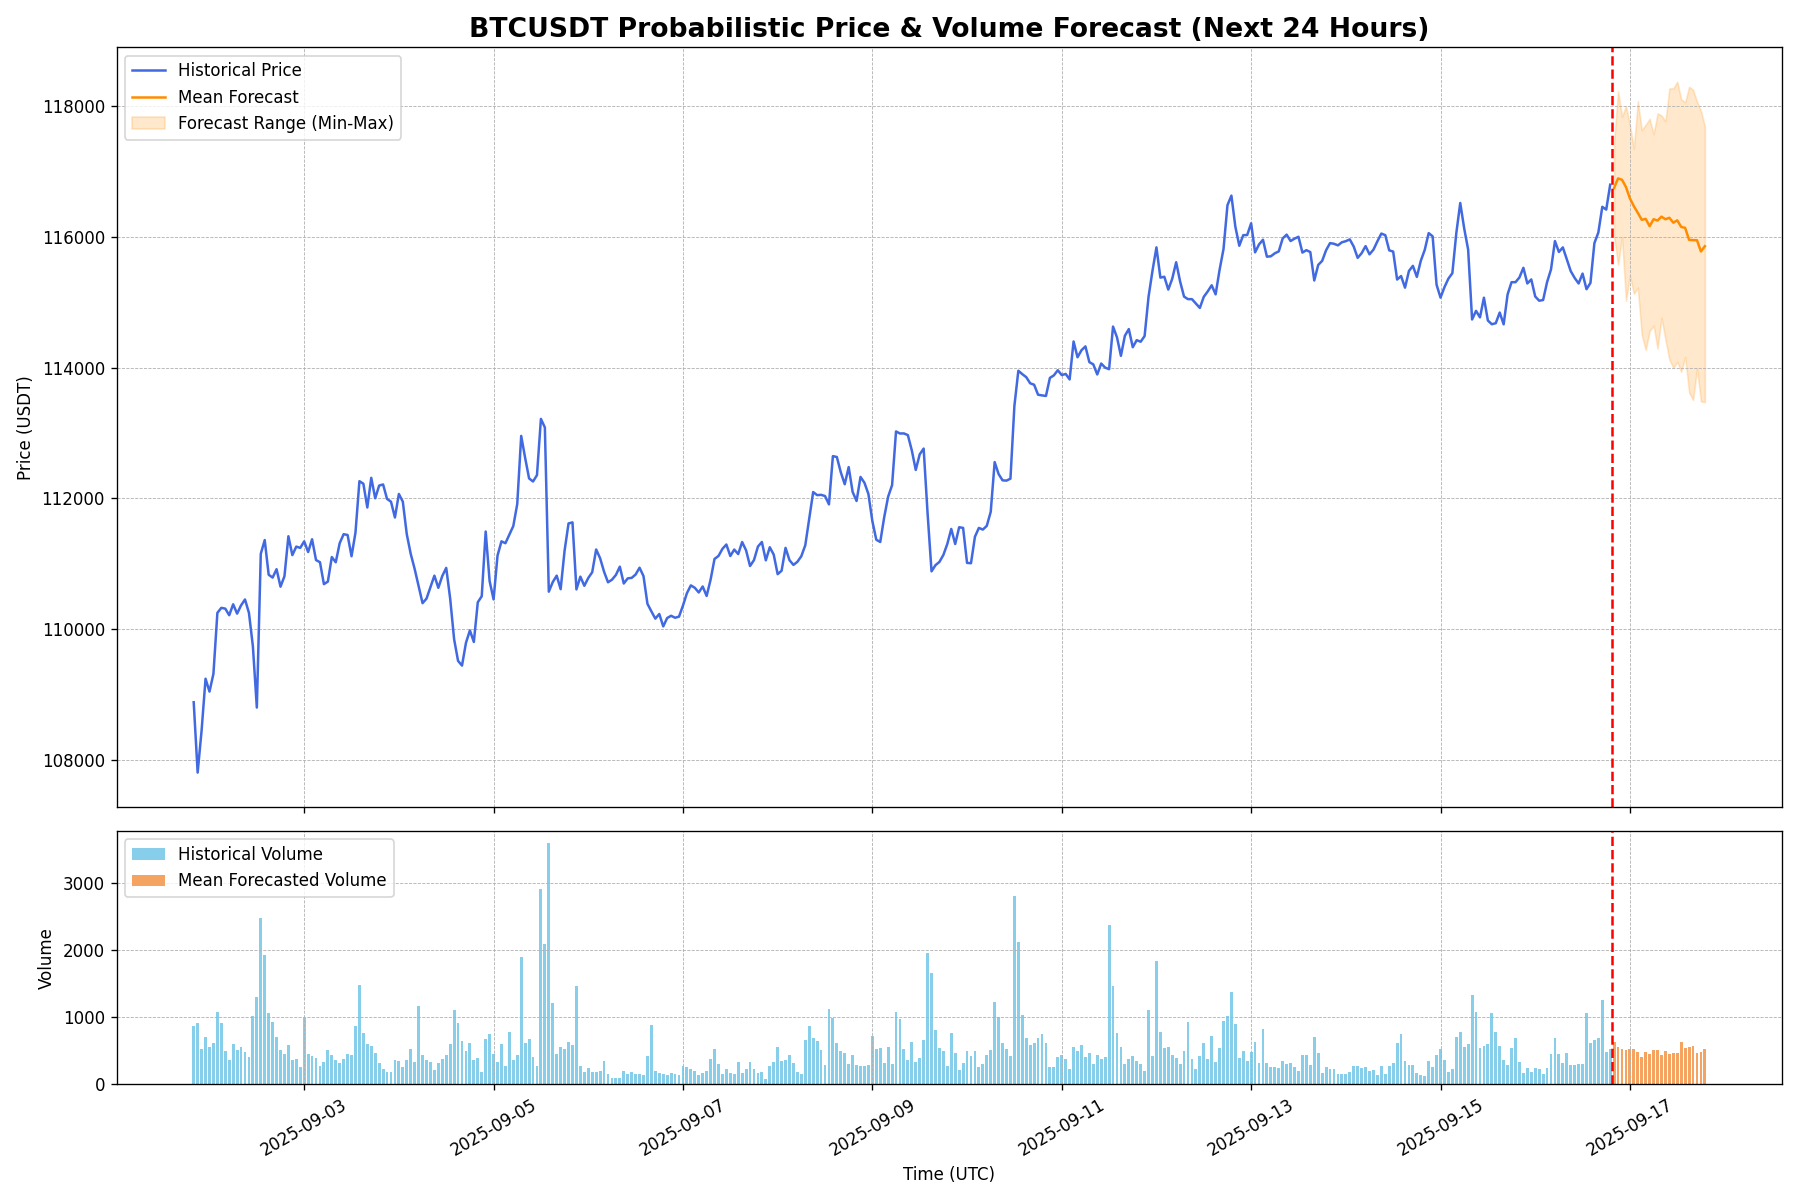 BTCUSDT Probabilistic Price & Volume Forecast (Next 24 Hours)
Historical Price
Mean Forecast
Forecast Range (Min-Max)
118000
116000
114000
112000
110000
108000
Price (USDT)
Historical Volume
Mean Forecasted Volume
3000
2000
1000
0
Volume
2025-09-03
2025-09-05
2025-09-07
2025-09-09
2025-09-11
2025-09-13
2025-09-15
2025-09-17
Time (UTC)